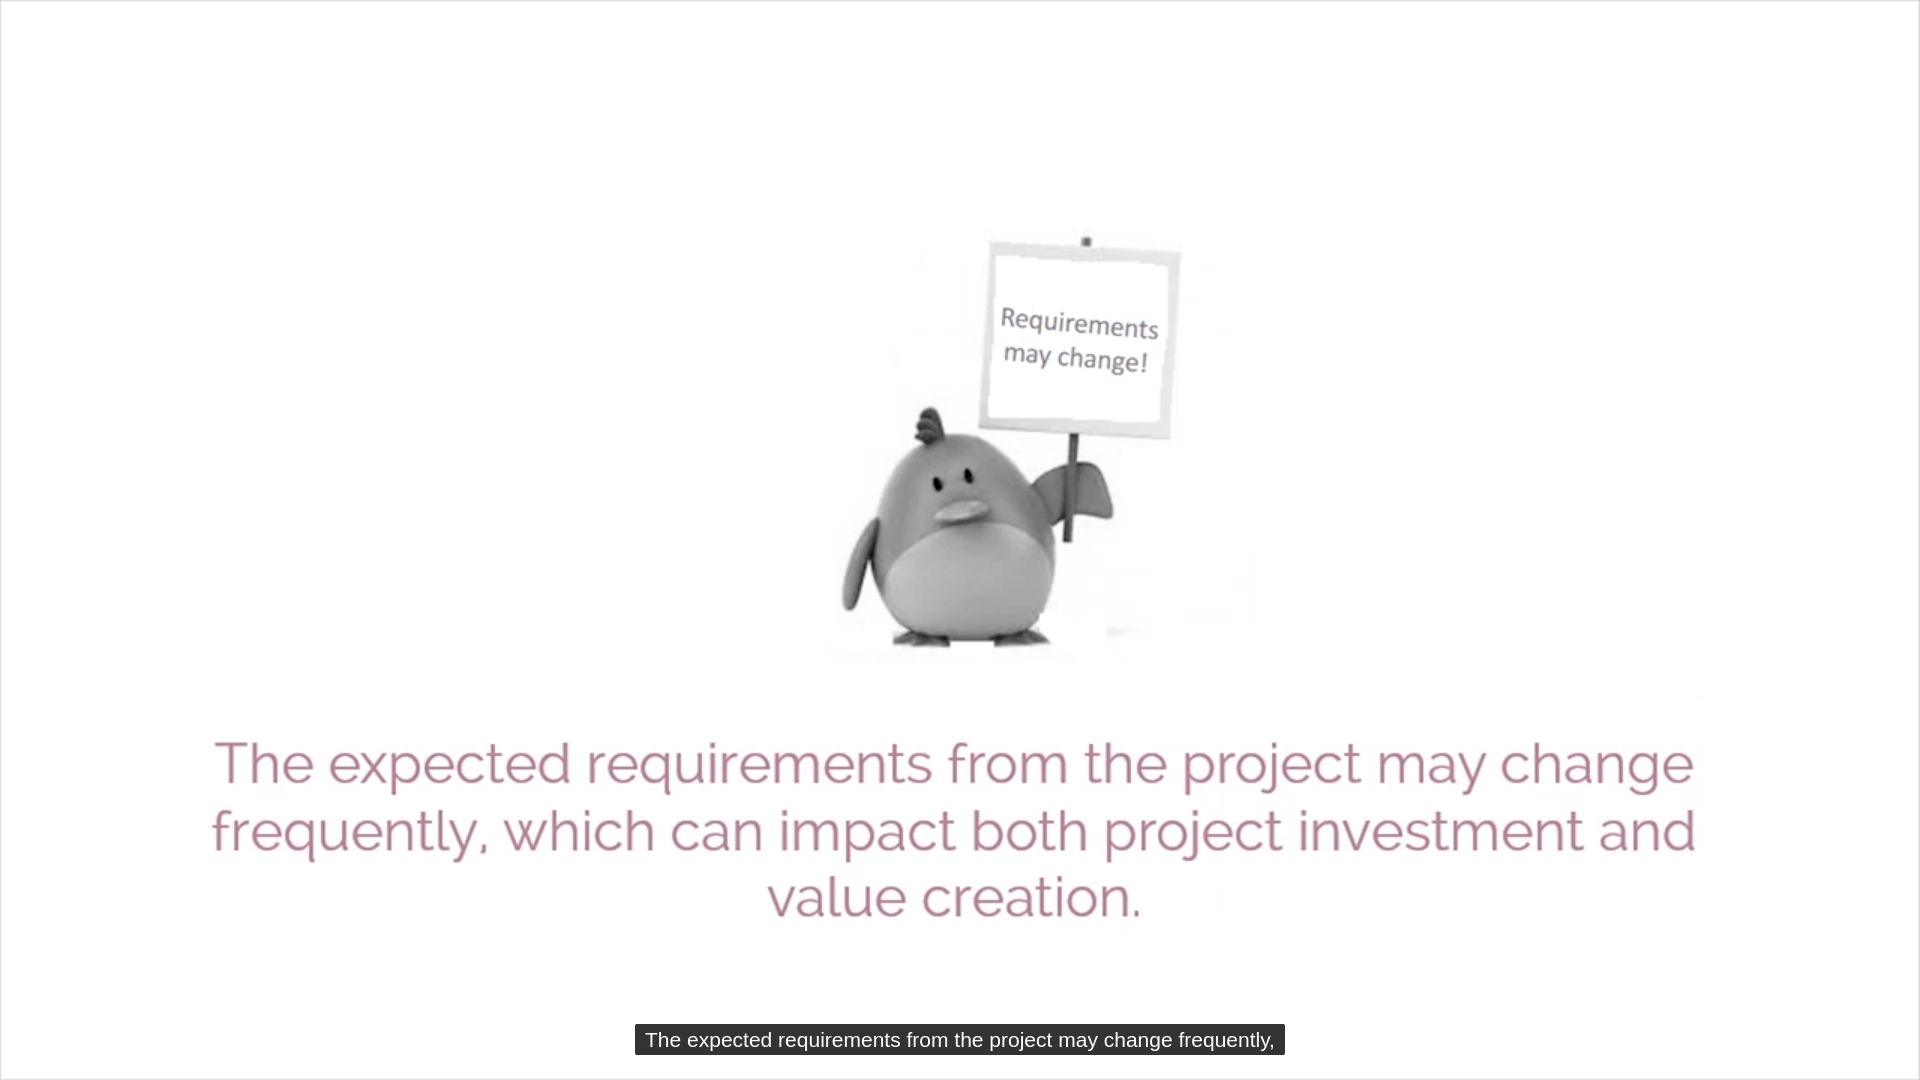 Requirements
may change!
The expected requirements from the project may change
frequently, which can impact both project investment and
value creation.
The expected requirements from the project may change frequently,